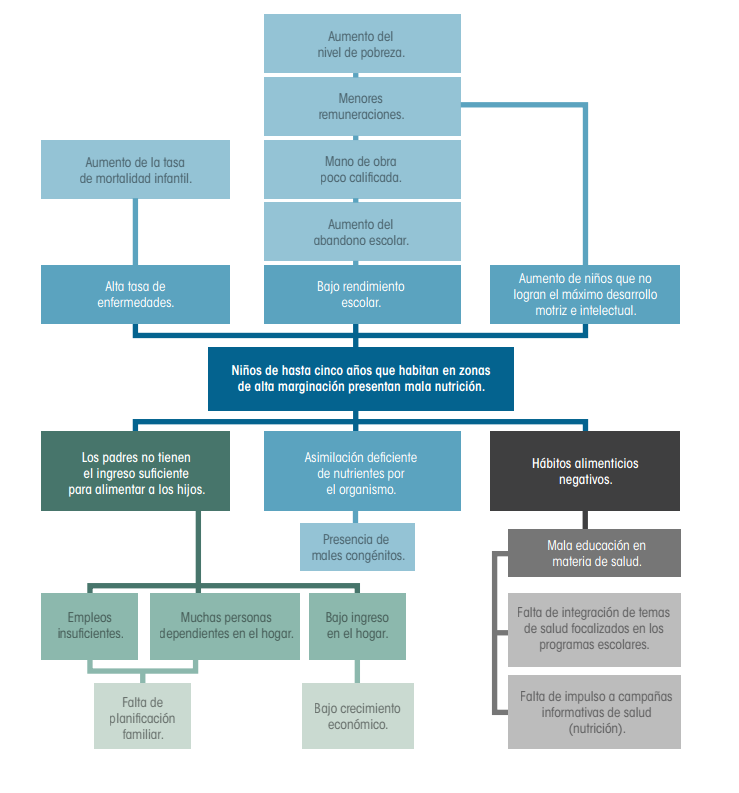 Aumento del
nivel de pobreza.
Menores
remuneraciones.
Aumento de la tasa
de mortalidad infantil.
Mano de obra
poco calificada.
Aumento del
abandono escolar.
Alta tasa de
enfermedades.
Bajo rendimiento
escolar.
Aumento de niños que no
logran el máximo desarrollo
motriz e intelectual.
Niños de hasta cinco años que habitan en zonas
de alta marginación presentan mala nutrición.
Los padres no tienen
el ingreso suficiente
para alimentar a los hijos.
Asimilación deficiente
de nutrientes por
el organismo.
Hábitos alimenticios
negativos.
Presencia de
males congénitos.
Mala educación en
materia de salud.
Empleos
insuficientes.
Muchas personas
dependientes en el hogar.
Bajo ingreso
en el hogar.
Falta de integración de temas
de salud focalizados en los
programas escolares.
Falta de
planificación
familiar.
Bajo crecimiento
económico.
Falta de impulso a campañas
informativas de salud
(nutrición).